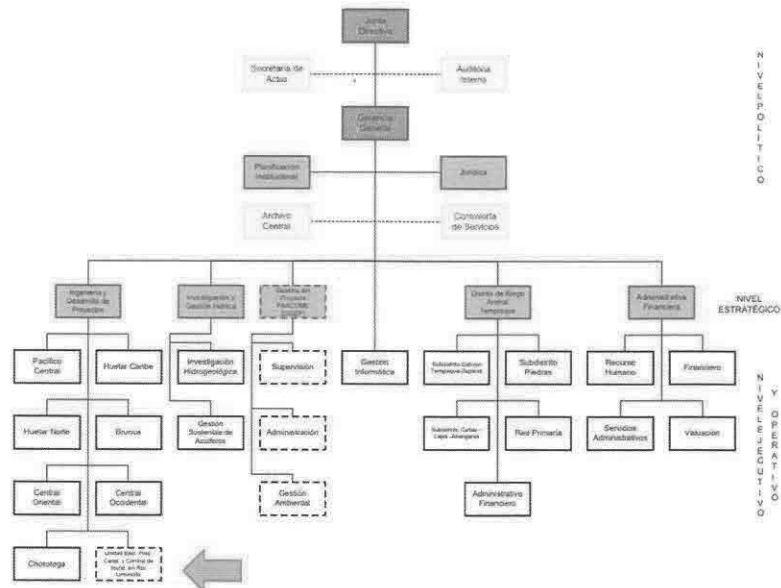 Junta
Directiva
Secretaría de
Actas
Auditoría
Interna
Gerencia
General
Planificación
Institucional
Jurídica
Archivo
Central
Contraloría
de Servicios
NIVEL POLÍTICO
Ingeniería y
Desarrollo de
Proyectos
Investigación y
Gestión Hídrica
Distrito de Riego
Arenal
Tempisque
Administrativa
Financiera
NIVEL
ESTRATÉGICO
Pacífico
Central
Huetar Caribe
Investigación
Hidrogeológica
Supervisión
Gestión
Informática
Subdistrito
Piedras
Recurso
Humano
Financiero
Huetar Norte
Brunca
Gestión
Sostenible de
Acuíferos
Administración
Red Primaria
Servicios
Administrativos
Valuación
Central
Oriental
Central
Occidental
Gestión
Ambiental
Administrativo
Financiero
Chorotega
NIVEL EJECUTIVO
Y OPERATIVO